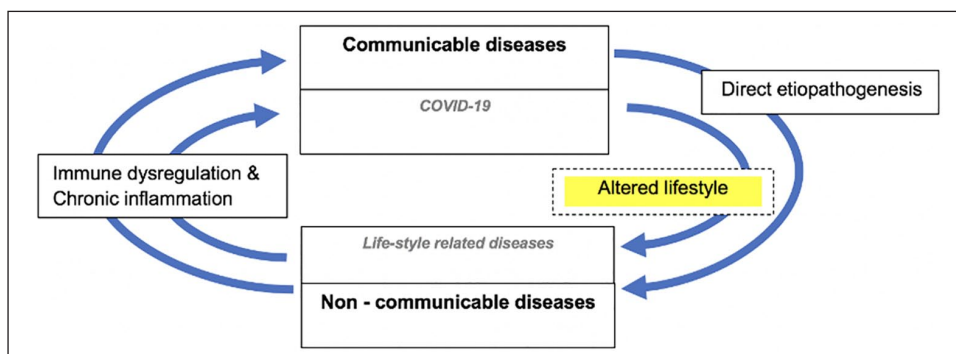 Communicable diseases
COVID-19
Direct etiopathogenesis
Immune dysregulation &
Chronic inflammation
Altered lifestyle
Life-style related diseases
Non - communicable diseases